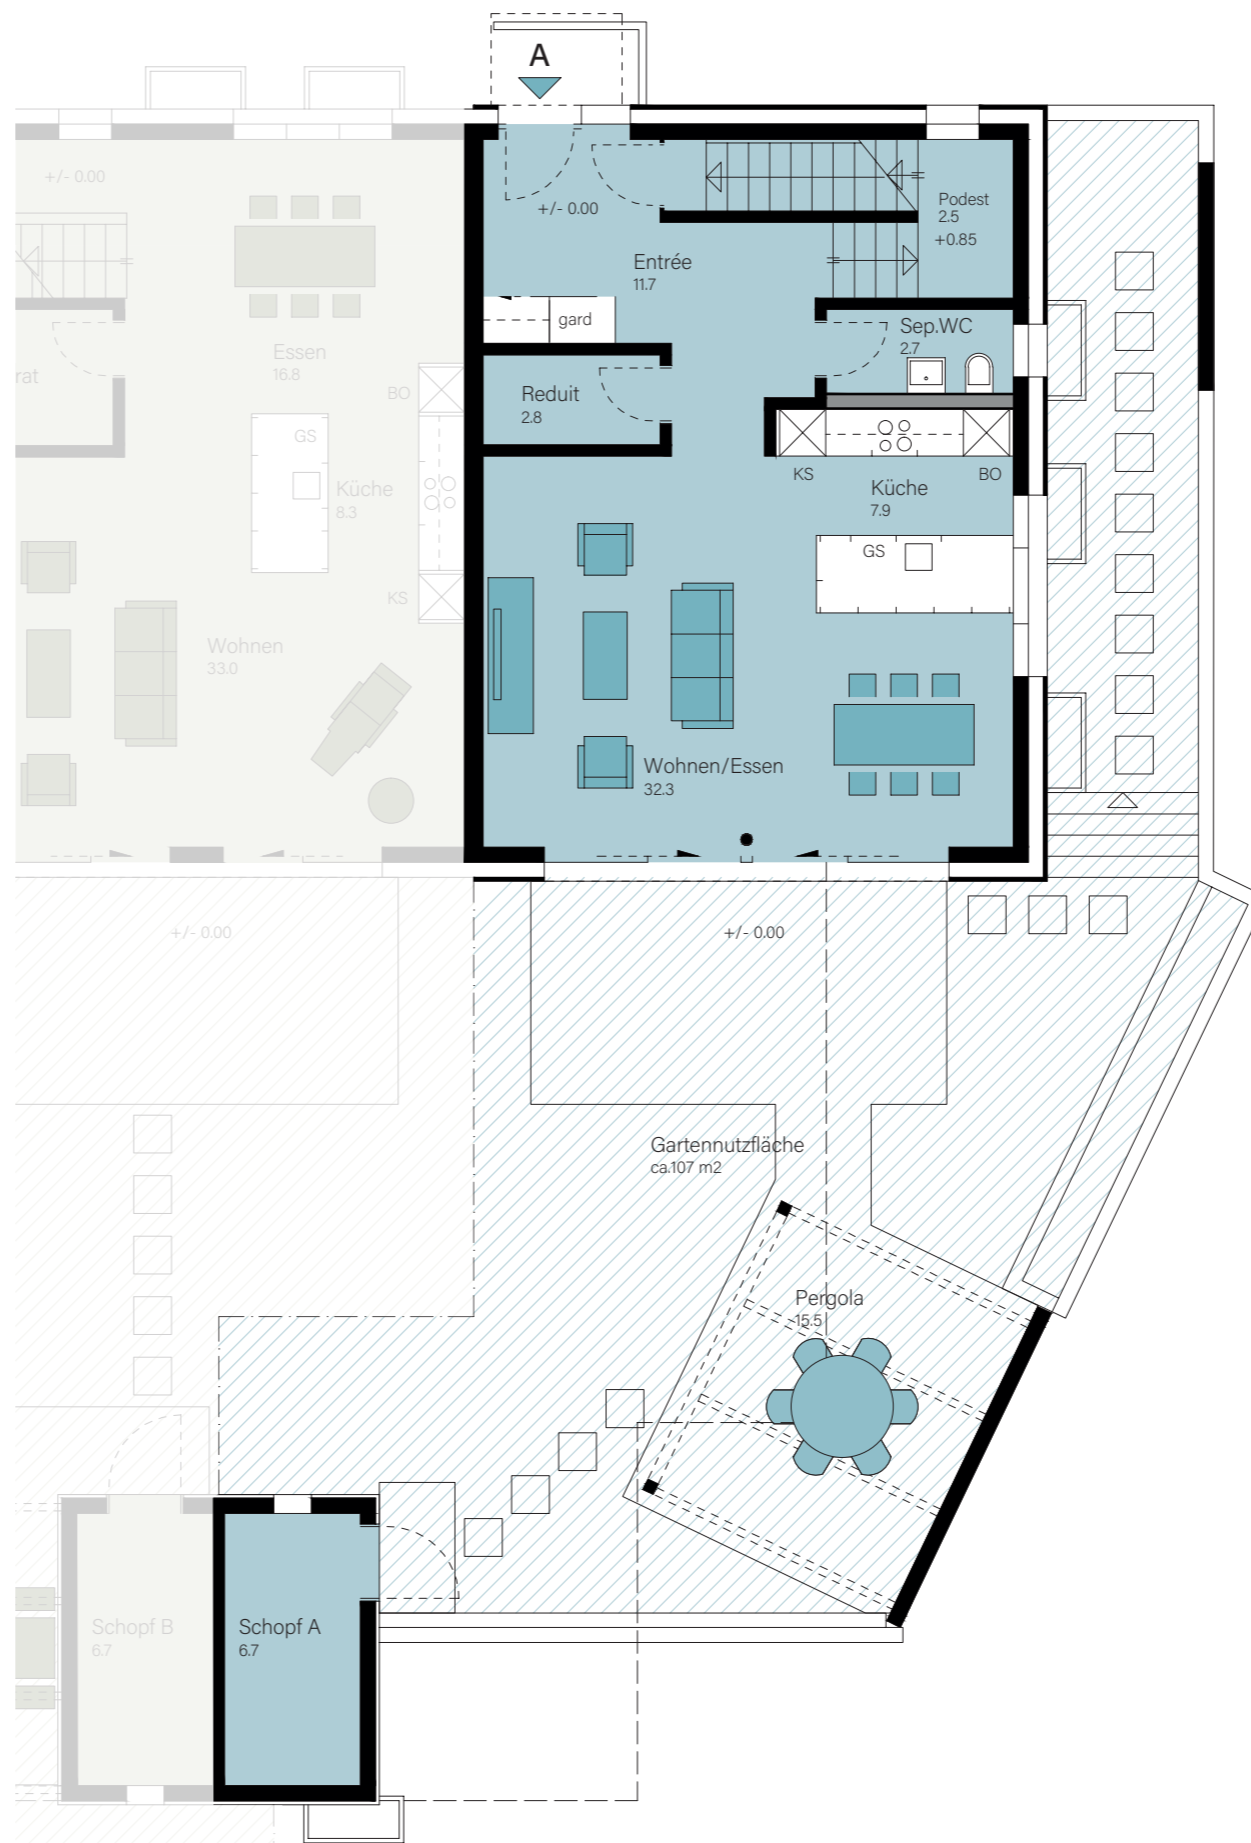 A
+/- 0.00
+/- 0.00
Podest
2.5
+0.85
Entrée
11.7
gard
Sep.WC
2.7
Essen
16.8
rat
BO
Reduit
2.8
GS
KS
BO
Küche
8.3
Küche
7.9
GS
KS
Wohnen
33.0
Wohnen/Essen
32.3
+/- 0.00
+/- 0.00
Gartennutzfläche
ca.107 m2
Pergola
15.5
Schopf B
6.7
Schopf A
6.7